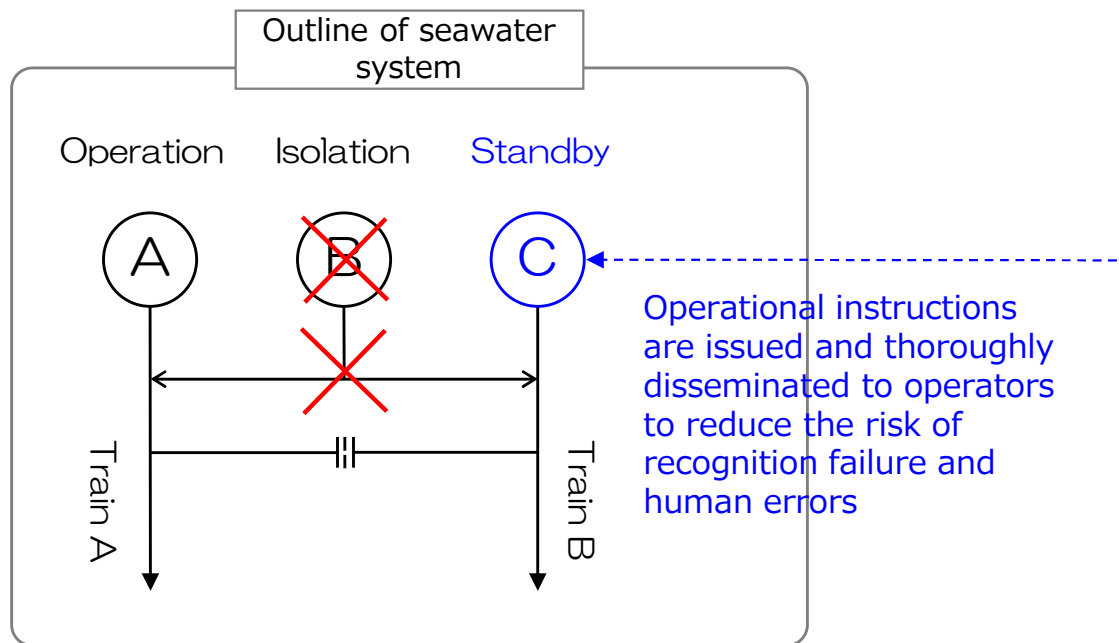 Outline of seawater
system
Operation
Isolation
Standby
A
B
C
Operational instructions
are issued and thoroughly
disseminated to operators
to reduce the risk of
recognition failure and
human errors
Train A
Train B